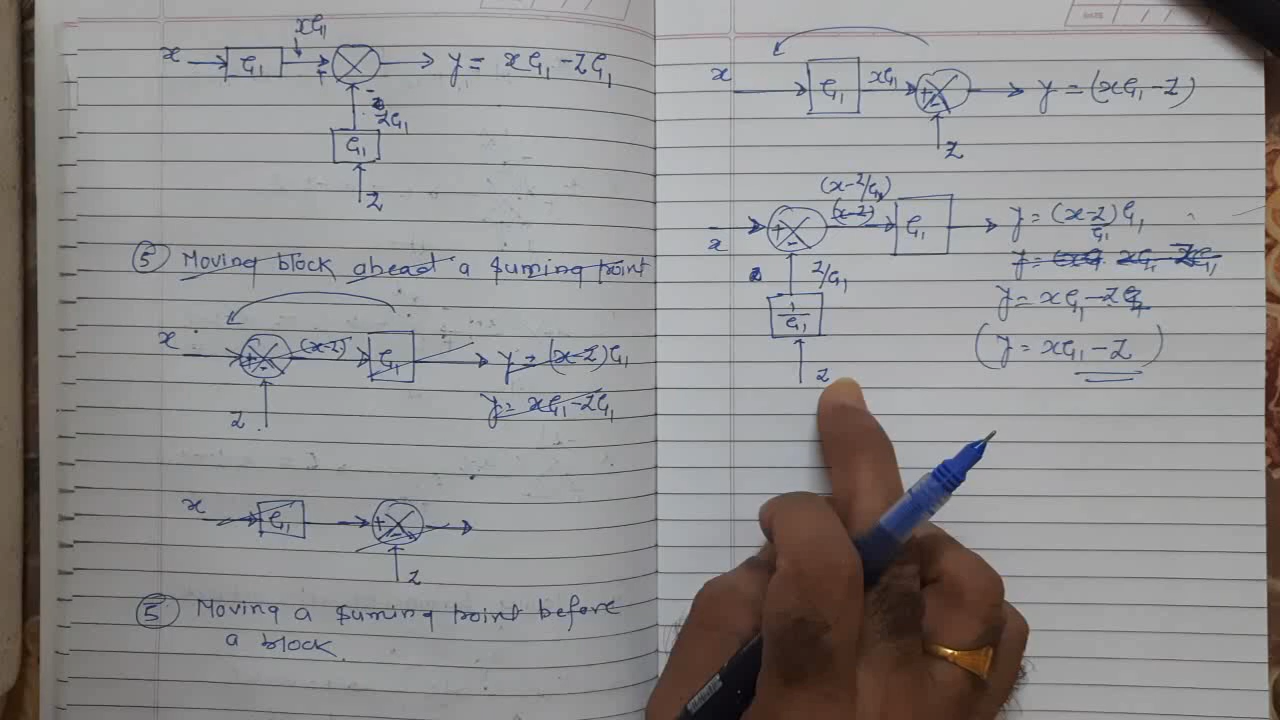 xG₁
x G₁ + - y = xG₁ - ZG₁
ZG₁
G₁
Z
⑤ Moving block ahead a suming point
x + - (x-Z) G₁ y = (x-Z)G₁
Z y = xG₁ - ZG₁
x G₁ + -
Z
⑤ Moving a suming point before
a block
x G₁ xG₁ + - y = (xG₁ - Z)
Z
(x-Z/G₁)
x + - (x-Z) G₁ y = (x-Z/G₁)G₁
Z/G₁
1/G₁ y = xG₁ - Z
Z (y = xG₁ - Z)